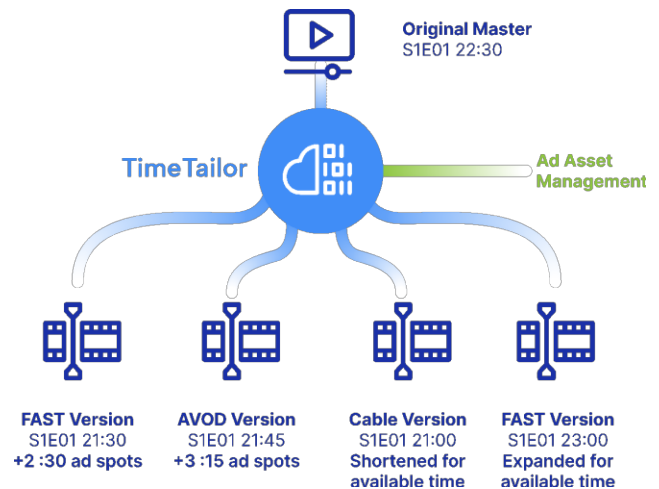 Original Master
S1E01 22:30
TimeTailor
Ad Asset
Management
FAST Version
S1E01 21:30
+2 :30 ad spots
AVOD Version
S1E01 21:45
+3 :15 ad spots
Cable Version
S1E01 21:00
Shortened for
available time
FAST Version
S1E01 23:00
Expanded for
available time